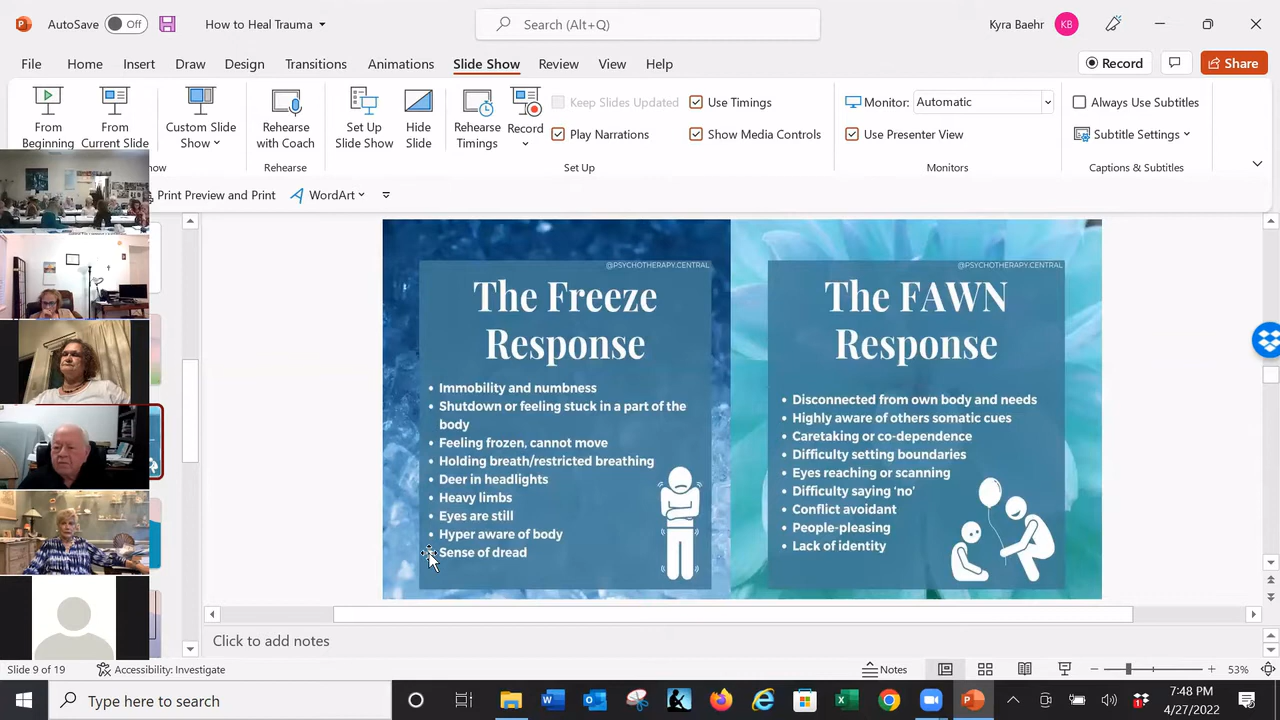 AutoSave Off How to Heal Trauma Search (Alt+Q) Kyra Baehr KB
File Home Insert Draw Design Transitions Animations Slide Show Review View Help Record Share
From Beginning
From Current Slide
Custom Slide Show
Rehearse with Coach
Rehearse
Set Up Slide Show
Hide Slide
Rehearse Timings
Record
Keep Slides Updated
Play Narrations
Use Timings
Show Media Controls
Set Up
Monitor: Automatic
Use Presenter View
Monitors
Always Use Subtitles
Subtitle Settings
Captions & Subtitles
Print Preview and Print WordArt
@PSYCHOTHERAPY.CENTRAL
The Freeze
Response
• Immobility and numbness
• Shutdown or feeling stuck in a part of the
body
• Feeling frozen, cannot move
• Holding breath/restricted breathing
• Deer in headlights
• Heavy limbs
• Eyes are still
• Hyper aware of body
Sense of dread
@PSYCHOTHERAPY.CENTRAL
The FAWN
Response
• Disconnected from own body and needs
• Highly aware of others somatic cues
• Caretaking or co-dependence
• Difficulty setting boundaries
• Eyes reaching or scanning
• Difficulty saying ‘no’
• Conflict avoidant
• People-pleasing
• Lack of identity
Click to add notes
Slide 9 of 19 Accessibility: Investigate Notes 53%
Type here to search
7:48 PM
4/27/2022